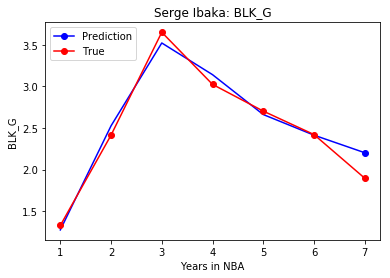 Serge Ibaka: BLK_G
Prediction
True
BLK_G
3.5
3.0
2.5
2.0
1.5
1
2
3
4
5
6
7
Years in NBA